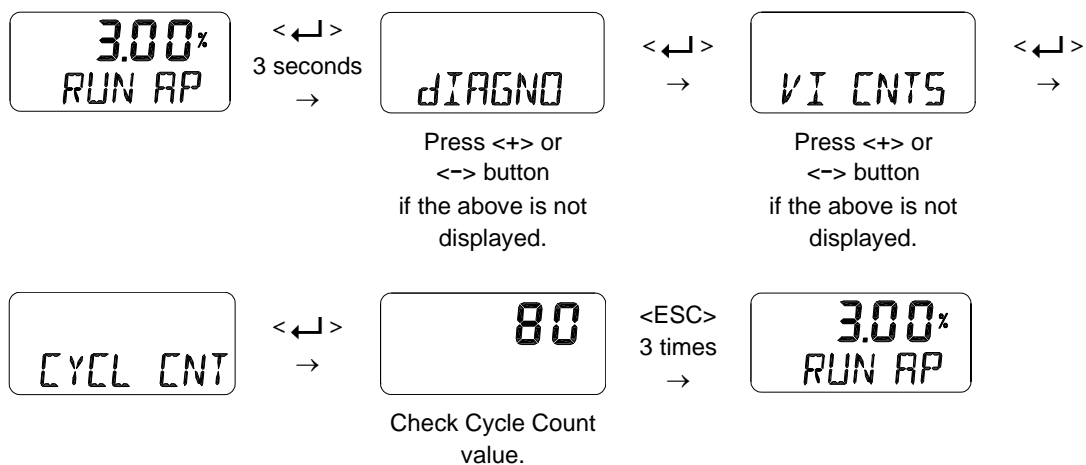 3.00%
RUN AP
< ↵ >
3 seconds
→
dIAGNO
Press <+> or
<-> button
if the above is not
displayed.
< ↵ >
→
VI CNTS
Press <+> or
<-> button
if the above is not
displayed.
< ↵ >
→
CYCL CNT
< ↵ >
→
80
Check Cycle Count
value.
<ESC>
3 times
→
3.00%
RUN AP